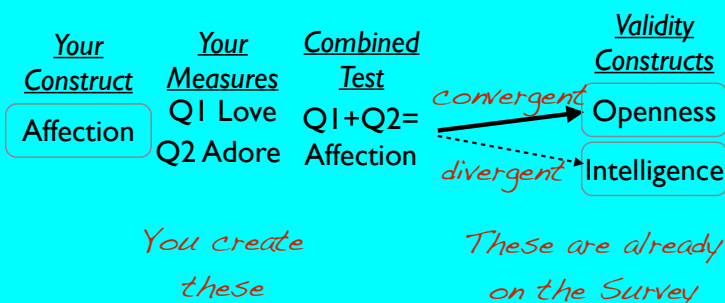 Your
Construct
Affection
Your
Measures
Q1 Love
Q2 Adore
Combined
Test
Q1+Q2=
Affection
convergent
divergent
Validity
Constructs
Openness
Intelligence
You create
these
These are already
on the Survey